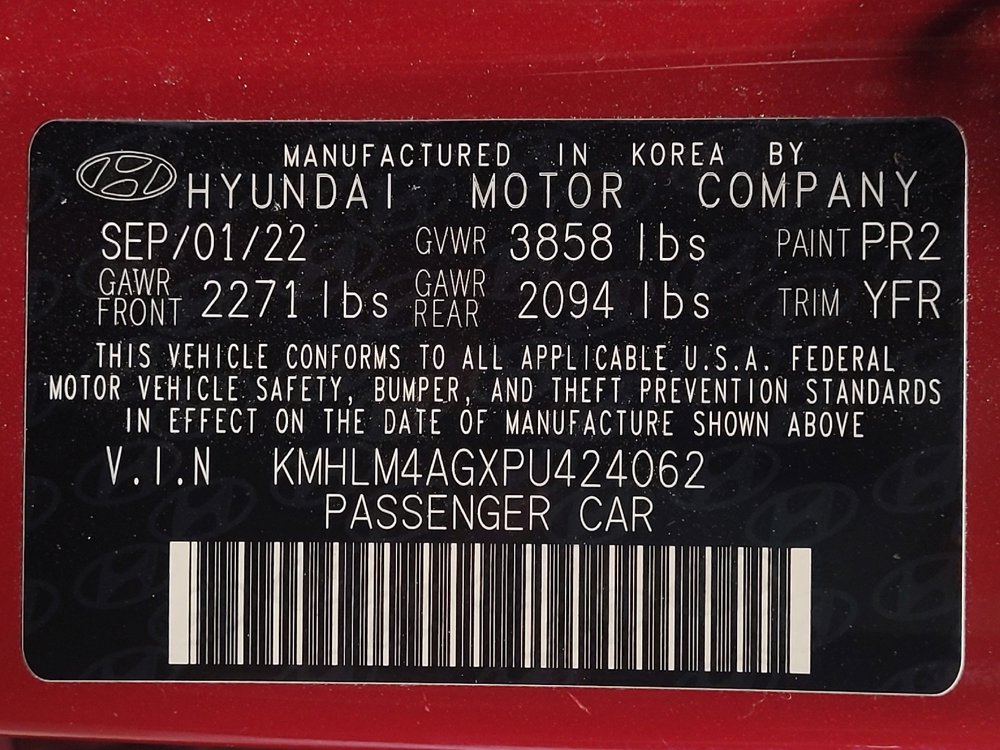 MANUFACTURED IN KOREA BY
HYUNDAI MOTOR COMPANY
SEP/01/22 GVWR 3858 lbs PAINT PR2
GAWR FRONT 2271 lbs GAWR REAR 2094 lbs TRIM YFR
THIS VEHICLE CONFORMS TO ALL APPLICABLE U.S.A. FEDERAL
MOTOR VEHICLE SAFETY, BUMPER, AND THEFT PREVENTION STANDARDS
IN EFFECT ON THE DATE OF MANUFACTURE SHOWN ABOVE
V.I.N KMHLM4AGXPU424062
PASSENGER CAR